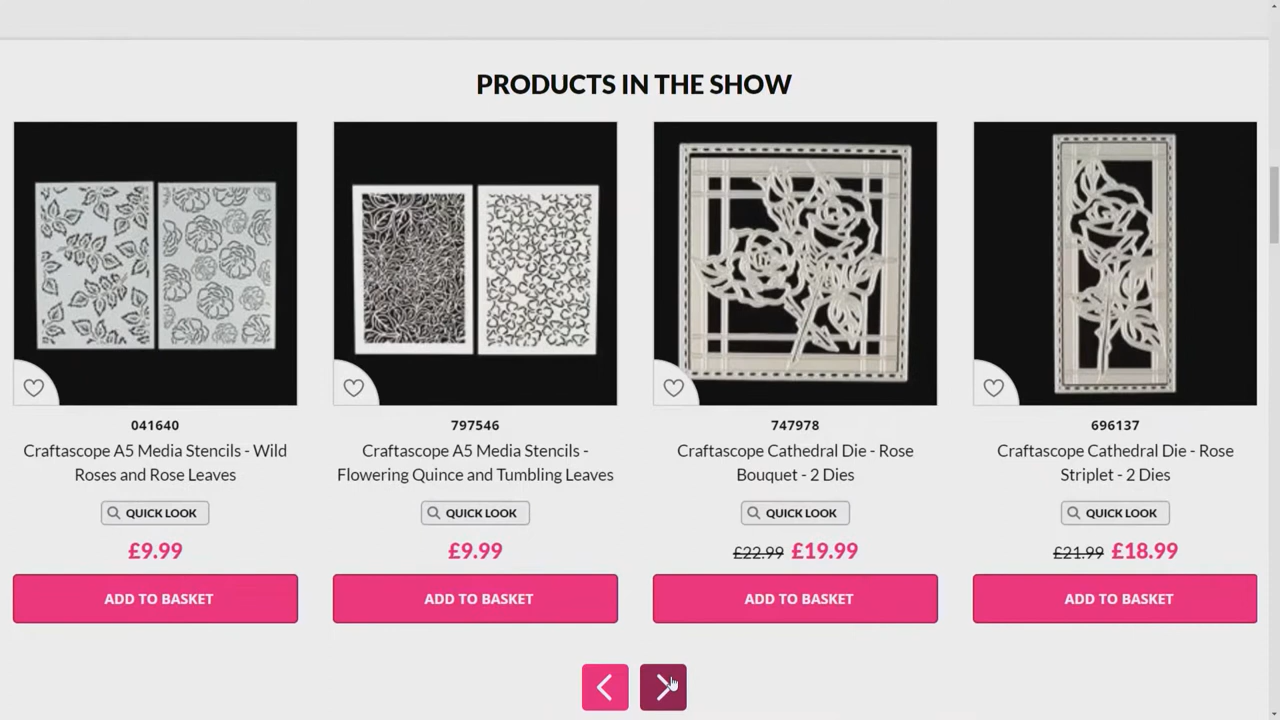 PRODUCTS IN THE SHOW
041640
Craftascope A5 Media Stencils - Wild
Roses and Rose Leaves
QUICK LOOK
£9.99
ADD TO BASKET
797546
Craftascope A5 Media Stencils -
Flowering Quince and Tumbling Leaves
QUICK LOOK
£9.99
ADD TO BASKET
747978
Craftascope Cathedral Die - Rose
Bouquet - 2 Dies
QUICK LOOK
£22.99 £19.99
ADD TO BASKET
696137
Craftascope Cathedral Die - Rose
Striplet - 2 Dies
QUICK LOOK
£21.99 £18.99
ADD TO BASKET